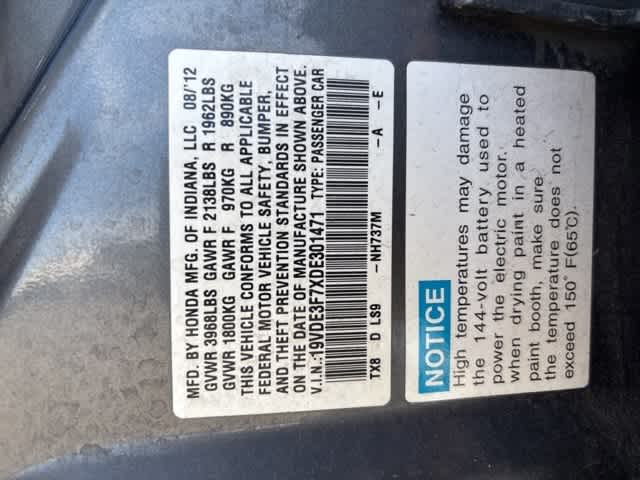 MFD. BY HONDA MFG. OF INDIANA, LLC 08/'12
GVWR 3968LBS GAWR F 2138LBS R 1962LBS
GVWR 1800KG GAWR F 970KG R 890KG
THIS VEHICLE CONFORMS TO ALL APPLICABLE
FEDERAL MOTOR VEHICLE SAFETY, BUMPER,
AND THEFT PREVENTION STANDARDS IN EFFECT
ON THE DATE OF MANUFACTURE SHOWN ABOVE.
V.I.N.:19VDE3F7XDE301471 TYPE: PASSENGER CAR
TX8 D LS9 -NH737M -A -E
NOTICE
High temperatures may damage
the 144-volt battery used to
power the electric motor.
when drying paint in a heated
paint booth, make sure
the temperature does not
exceed 150° F(65℃).